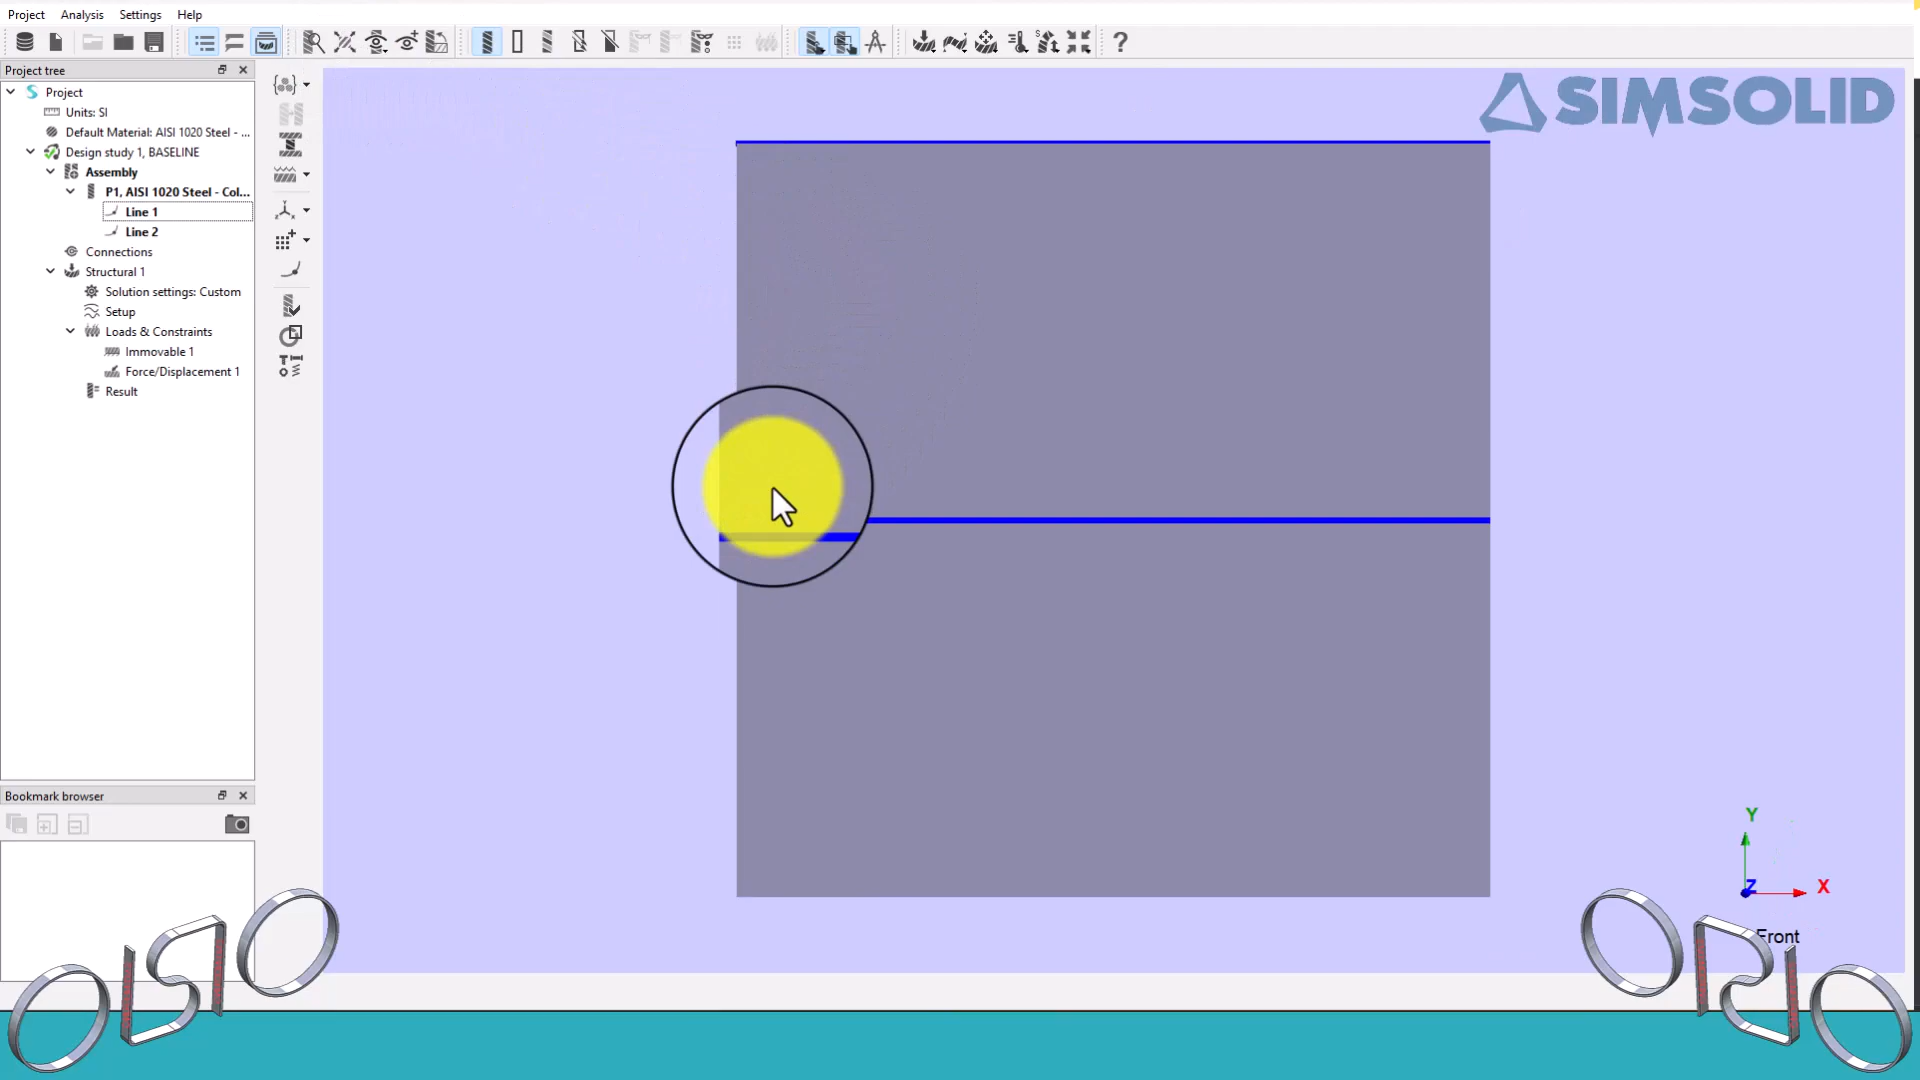 Project Analysis Settings Help
Project tree
Project
Units: SI
Default Material: AISI 1020 Steel - ...
Design study 1, BASELINE
Assembly
P1, AISI 1020 Steel - Col...
Line 1
Line 2
Connections
Structural 1
Solution settings: Custom
Setup
Loads & Constraints
Immovable 1
Force/Displacement 1
Result
Bookmark browser
SIMSOLID
Y
Z
X
Front